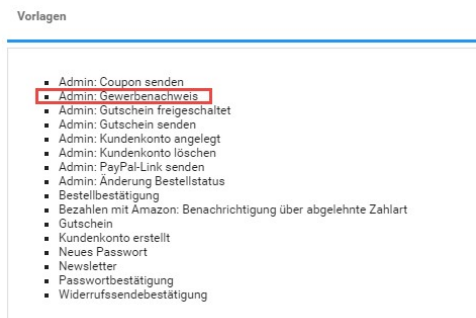 Vorlagen
Admin: Coupon senden
Admin: Gewerbenachweis
Admin: Gutschein freigeschaltet
Admin: Gutschein senden
Admin: Kundenkonto angelegt
Admin: Kundenkonto löschen
Admin: PayPal-Link senden
Admin: Änderung Bestellstatus
Bestellbestätigung
Bezahlen mit Amazon: Benachrichtigung über abgelehnte Zahlart
Gutschein
Kundenkonto erstellt
Neues Passwort
Newsletter
Passwortbestätigung
Widerrufssendebestätigung